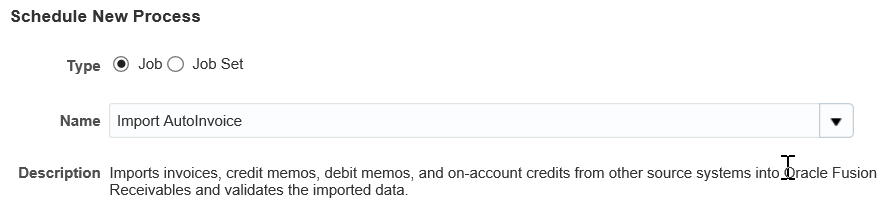 Schedule New Process
Type Job Job Set
Name Import AutoInvoice
Description Imports invoices, credit memos, debit memos, and on-account credits from other source systems into Oracle Fusion
Receivables and validates the imported data.